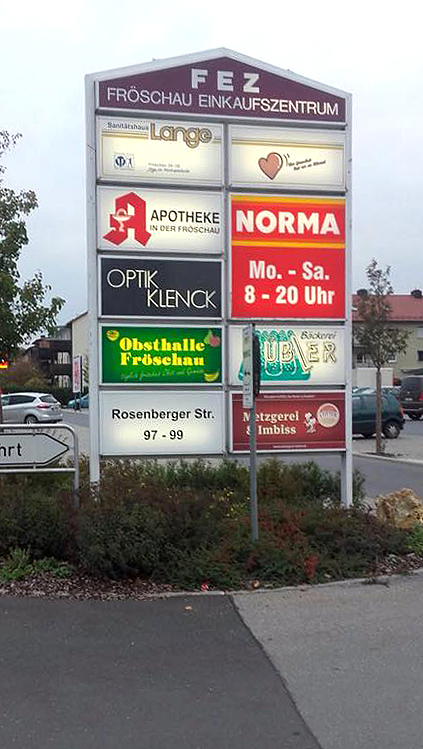 FEZ
FRÖSCHAU EINKAUFSZENTRUM
Sanitätshaus
Lange
APOTHEKE
IN DER FRÖSCHAU
NORMA
Mo. - Sa.
8 - 20 Uhr
OPTIK
KLENCK
Obsthalle
Fröschau
Bäckerei
Rosenberger Str.
97 - 99
Metzgerei
& Imbiss